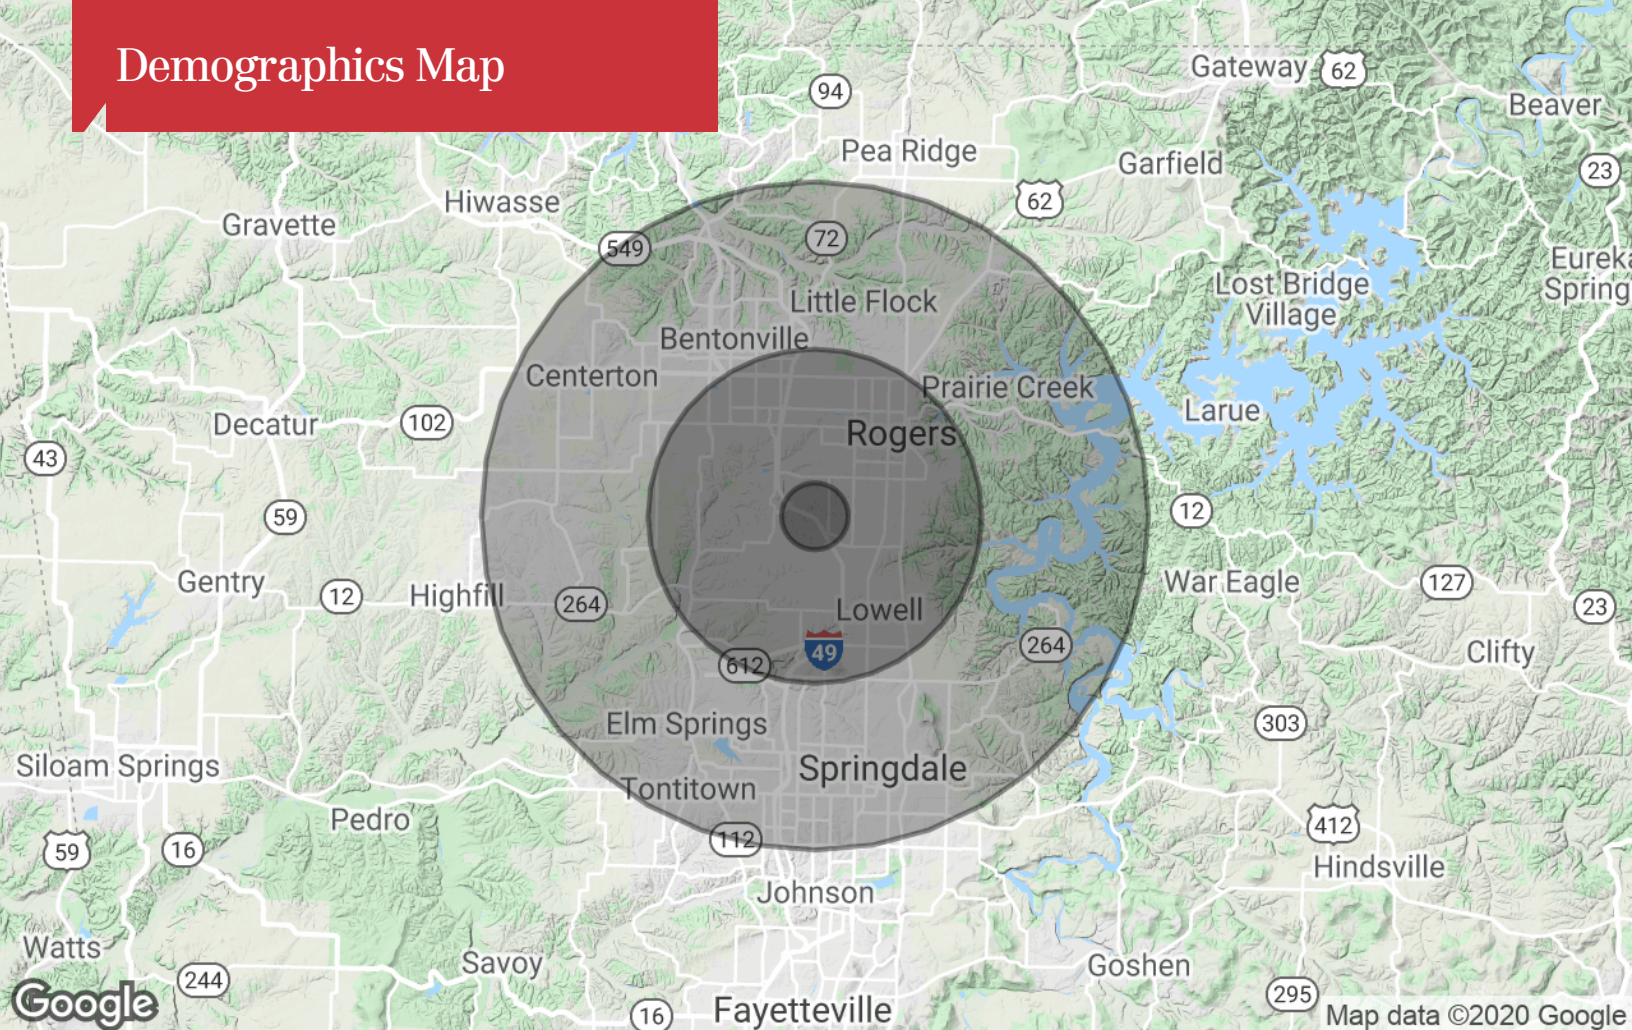 Demographics Map
Gateway
62
94
Beaver
Pea Ridge
Garfield
23
62
Hiwasse
Gravette
549
72
Eureka
Spring
Lost Bridge
Village
Little Flock
Bentonville
Centerton
Prairie Creek
Larue
Decatur
102
Rogers
43
59
12
Gentry
12
Highfill
264
War Eagle
127
23
Lowell
264
49
612
Clifty
Elm Springs
303
Siloam Springs
Springdale
Tontitown
Pedro
412
112
59
16
Hindsville
Johnson
Watts
Savoy
Goshen
244
Google
295
16
Fayetteville
Map data ©2020 Google